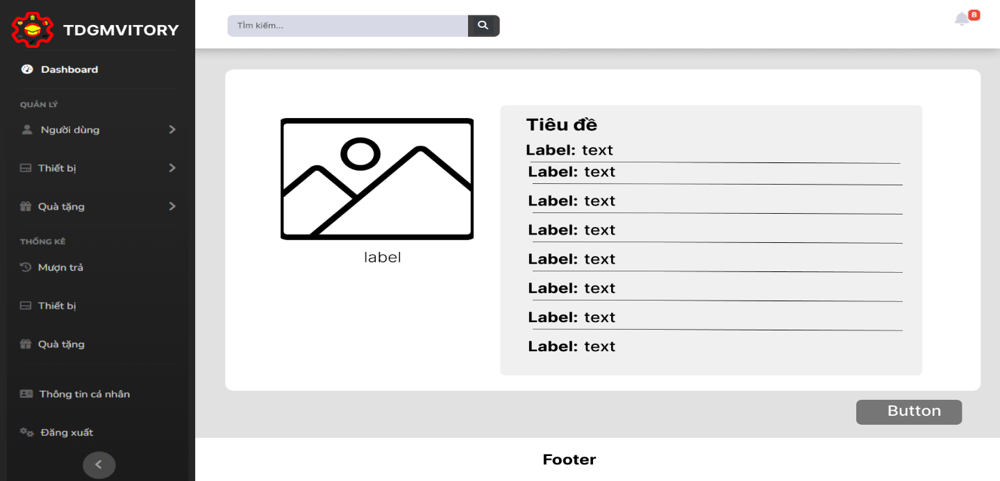 TDGMVITORY
Dashboard
QUẢN LÝ
Người dùng
Thiết bị
Quà tặng
THỐNG KÊ
Mượn trả
Thiết bị
Quà tặng
Thông tin cá nhân
Đăng xuất
Tìm kiếm...
8
label
Tiêu đề
Label: text
Label: text
Label: text
Label: text
Label: text
Label: text
Label: text
Label: text
Button
Footer